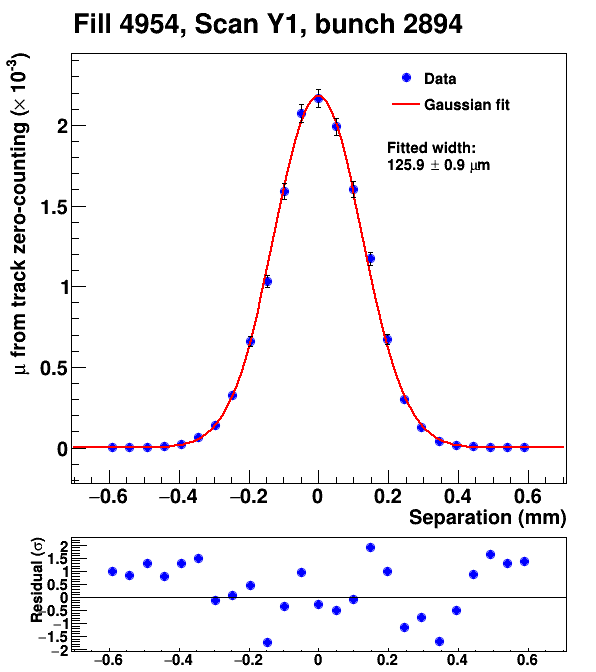 Fill 4954, Scan Y1, bunch 2894
μ from track zero-counting (× 10⁻³)
Data
Gaussian fit
Fitted width:
125.9 ± 0.9 μm
2
1.5
1
0.5
0
−0.6 −0.4 −0.2 0 0.2 0.4 0.6
Separation (mm)
Residual (σ)
2
1.5
1
0.5
0
−0.5
−1
−1.5
−2
−0.6 −0.4 −0.2 0 0.2 0.4 0.6